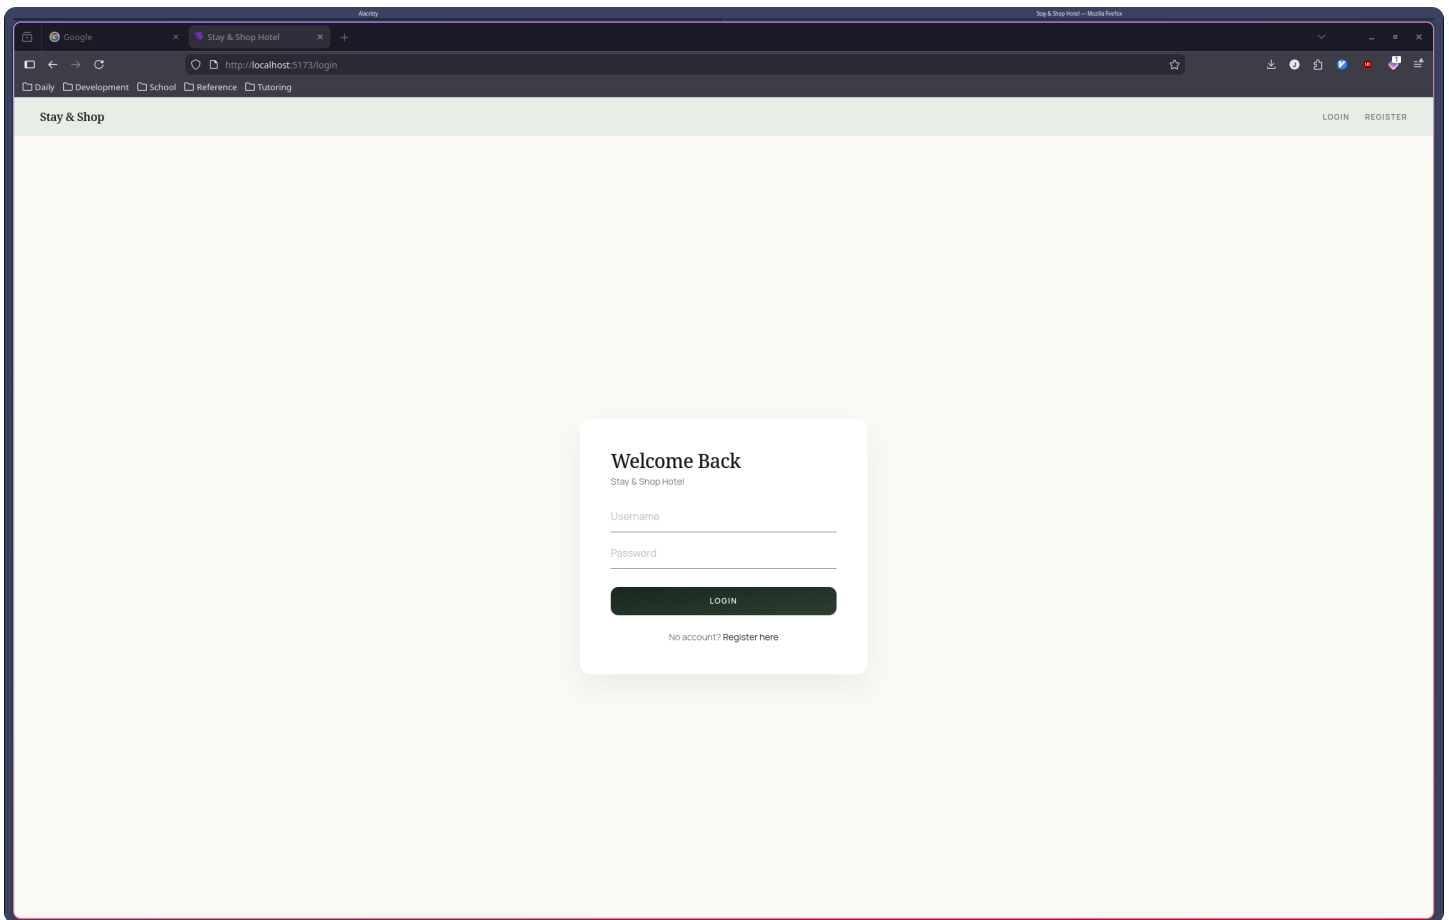 Alacritty
Stay & Shop Hotel — Mozilla Firefox
Google
Stay & Shop Hotel
http://localhost:5173/login
1
Daily Development School Reference Tutoring
Stay & Shop
LOGIN REGISTER
Welcome Back
Stay & Shop Hotel
Username
Password
LOGIN
No account? Register here